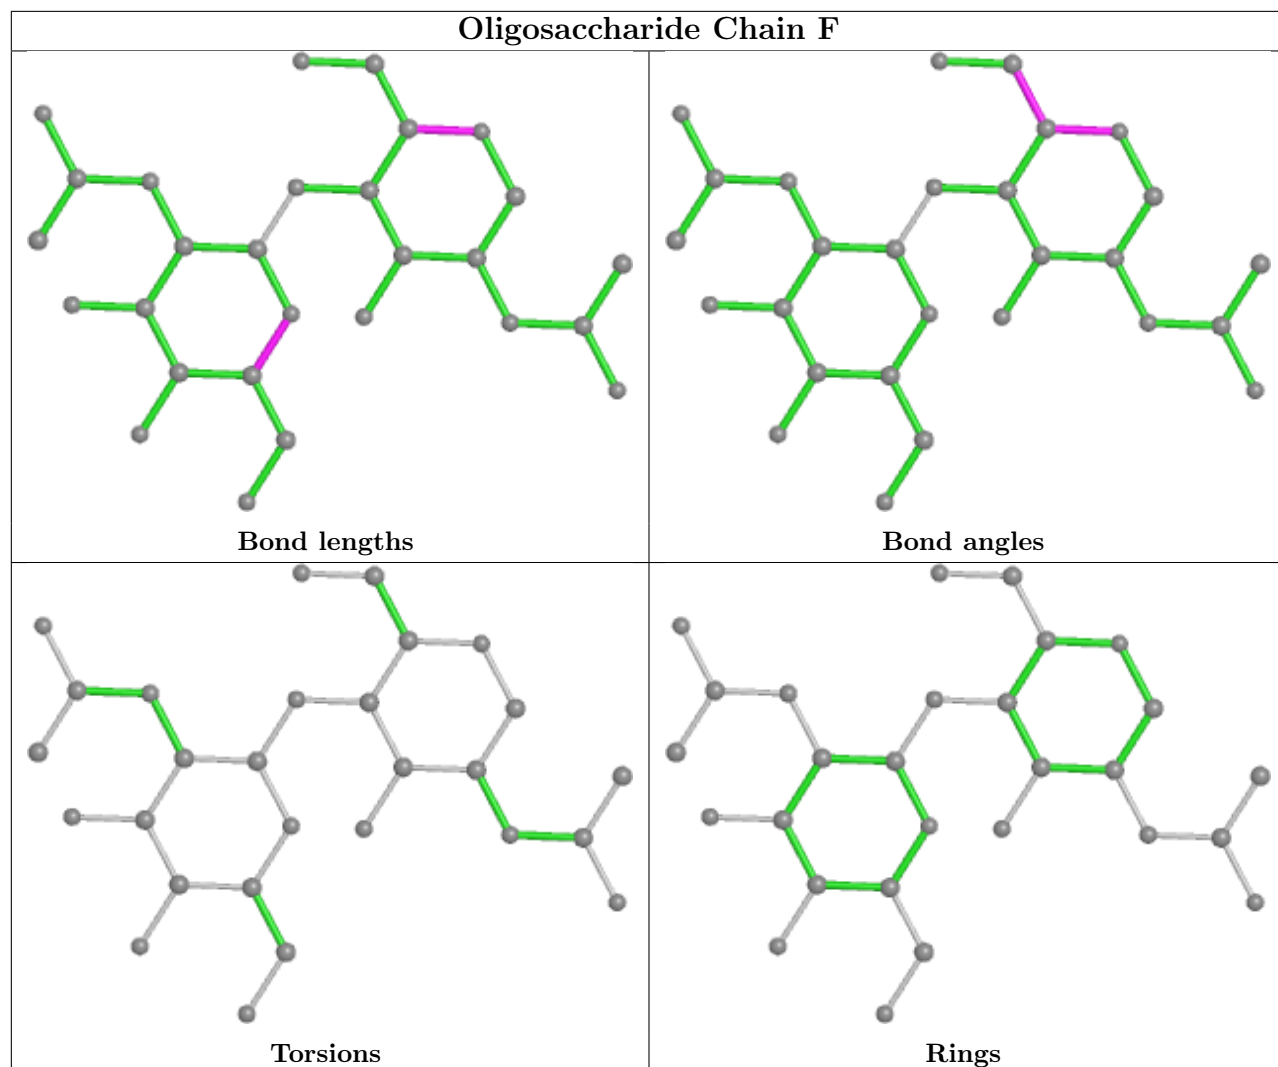 Oligosaccharide Chain F
Bond lengths
Bond angles
Torsions
Rings